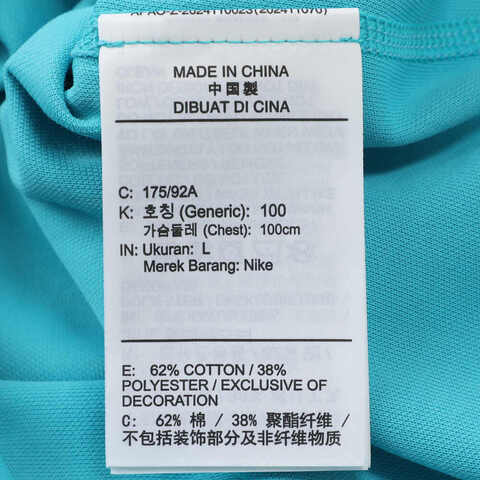 MADE IN CHINA
中国製
DIBUAT DI CINA
C: 175/92A
K: 호칭 (Generic): 100
가슴둘레 (Chest): 100cm
IN: Ukuran: L
Merek Barang: Nike
E: 62% COTTON / 38%
POLYESTER / EXCLUSIVE OF
DECORATION
C: 62% 棉 / 38% 聚酯纤维 /
不包括装饰部分及非纤维物质